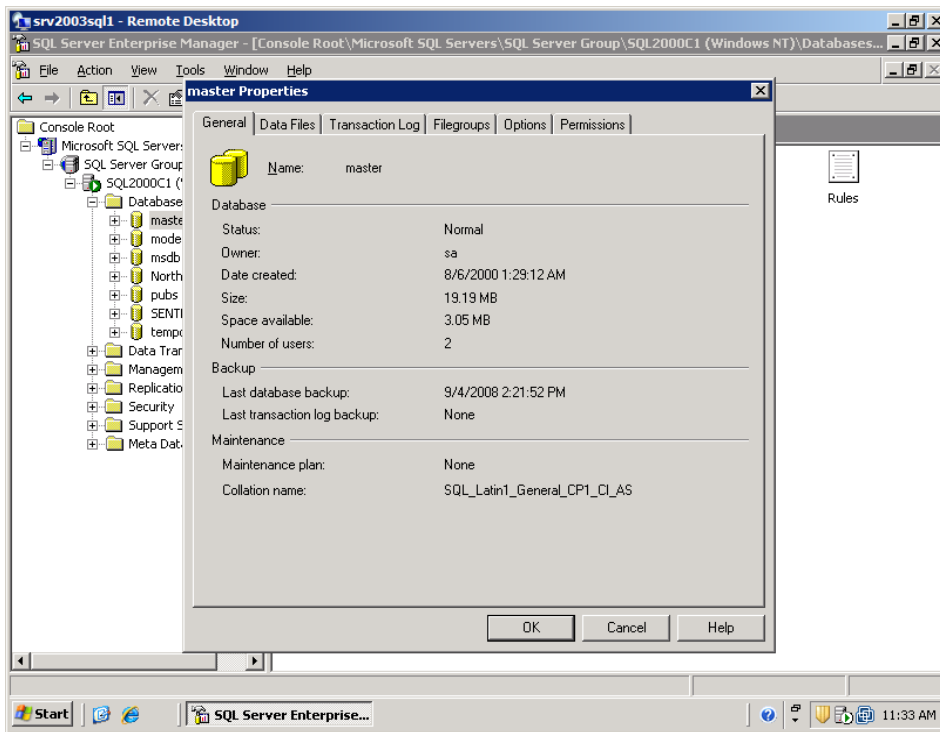 srv2003sql1 - Remote Desktop
SQL Server Enterprise Manager - [Console Root\Microsoft SQL Servers\SQL Server Group\SQL2000C1 (Windows NT)\Databases...
File Action View Tools Window Help
master Properties
Console Root
Microsoft SQL Servers
SQL Server Group
SQL2000C1 ('
Database
maste
mode
msdb
North
pubs
SENTI
tempo
Data Tran
Managem
Replicatio
Security
Support S
Meta Dat
General Data Files Transaction Log Filegroups Options Permissions
Name: master
Database
Status: Normal
Owner: sa
Date created: 8/6/2000 1:29:12 AM
Size: 19.19 MB
Space available: 3.05 MB
Number of users: 2
Backup
Last database backup: 9/4/2008 2:21:52 PM
Last transaction log backup: None
Maintenance
Maintenance plan: None
Collation name: SQL_Latin1_General_CP1_CI_AS
OK Cancel Help
Rules
Start SQL Server Enterprise... 11:33 AM